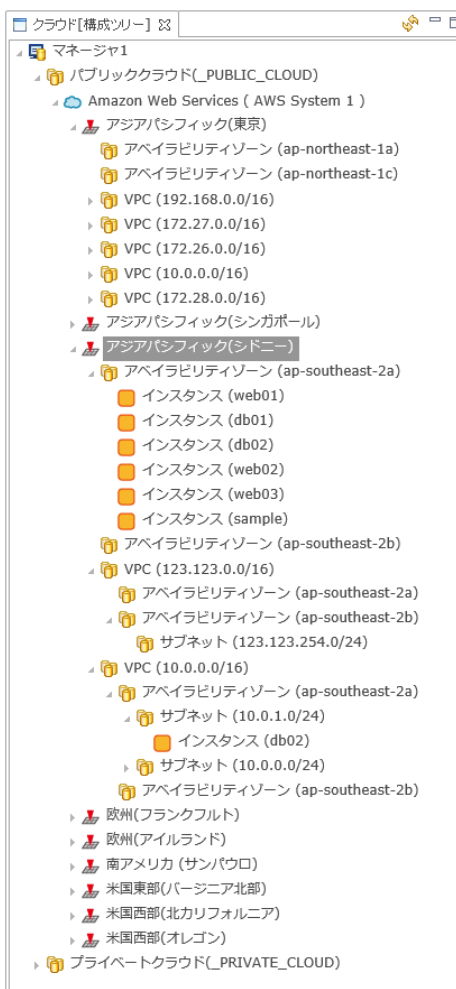 クラウド[構成ツリー]
マネージャ1
パブリッククラウド(_PUBLIC_CLOUD)
Amazon Web Services ( AWS System 1 )
アジアパシフィック(東京)
アベイラビリティゾーン (ap-northeast-1a)
アベイラビリティゾーン (ap-northeast-1c)
VPC (192.168.0.0/16)
VPC (172.27.0.0/16)
VPC (172.26.0.0/16)
VPC (10.0.0.0/16)
VPC (172.28.0.0/16)
アジアパシフィック(シンガポール)
アジアパシフィック(シドニー)
アベイラビリティゾーン (ap-southeast-2a)
インスタンス (web01)
インスタンス (db01)
インスタンス (db02)
インスタンス (web02)
インスタンス (web03)
インスタンス (sample)
アベイラビリティゾーン (ap-southeast-2b)
VPC (123.123.0.0/16)
アベイラビリティゾーン (ap-southeast-2a)
アベイラビリティゾーン (ap-southeast-2b)
サブネット (123.123.254.0/24)
VPC (10.0.0.0/16)
アベイラビリティゾーン (ap-southeast-2a)
サブネット (10.0.1.0/24)
インスタンス (db02)
サブネット (10.0.0.0/24)
アベイラビリティゾーン (ap-southeast-2b)
欧州(フランクフルト)
欧州(アイルランド)
南アメリカ (サンパウロ)
米国東部(バージニア北部)
米国西部(北カリフォルニア)
米国西部(オレゴン)
プライベートクラウド(_PRIVATE_CLOUD)